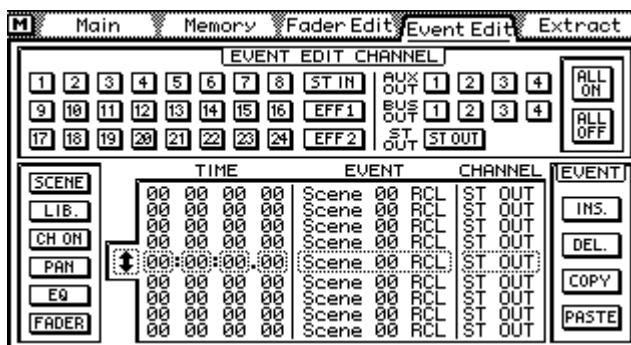 M Main Memory Fader Edit Event Edit Extract
EVENT EDIT CHANNEL
1 2 3 4 5 6 7 8 ST IN AUX OUT 1 2 3 4 ALL ON
9 10 11 12 13 14 15 16 EFF1 BUS OUT 1 2 3 4 ALL OFF
17 18 19 20 21 22 23 24 EFF2 ST OUT ST OUT
SCENE
LIB.
CH ON
PAN
EQ
FADER
TIME EVENT CHANNEL
00 00 00 00 Scene 00 RCL ST OUT
00 00 00 00 Scene 00 RCL ST OUT
00 00 00 00 Scene 00 RCL ST OUT
00 00 00 00 Scene 00 RCL ST OUT
00:00:00.00 Scene 00 RCL ST OUT
00 00 00 00 Scene 00 RCL ST OUT
00 00 00 00 Scene 00 RCL ST OUT
00 00 00 00 Scene 00 RCL ST OUT
00 00 00 00 Scene 00 RCL ST OUT
EVENT
INS.
DEL.
COPY
PASTE